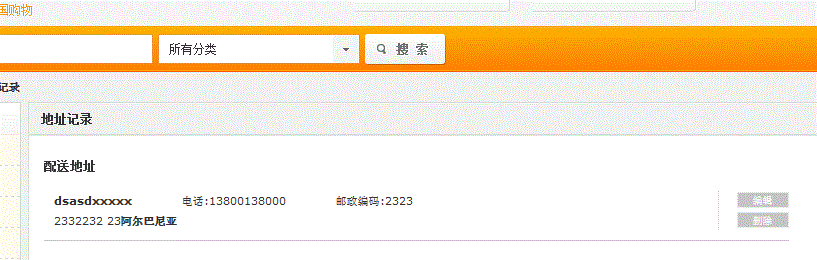 国购物
所有分类 搜 索
记录
地址记录
配送地址
dsasdxxxxx 电话:13800138000 邮政编码:2323 编辑
2332232 23阿尔巴尼亚 删除